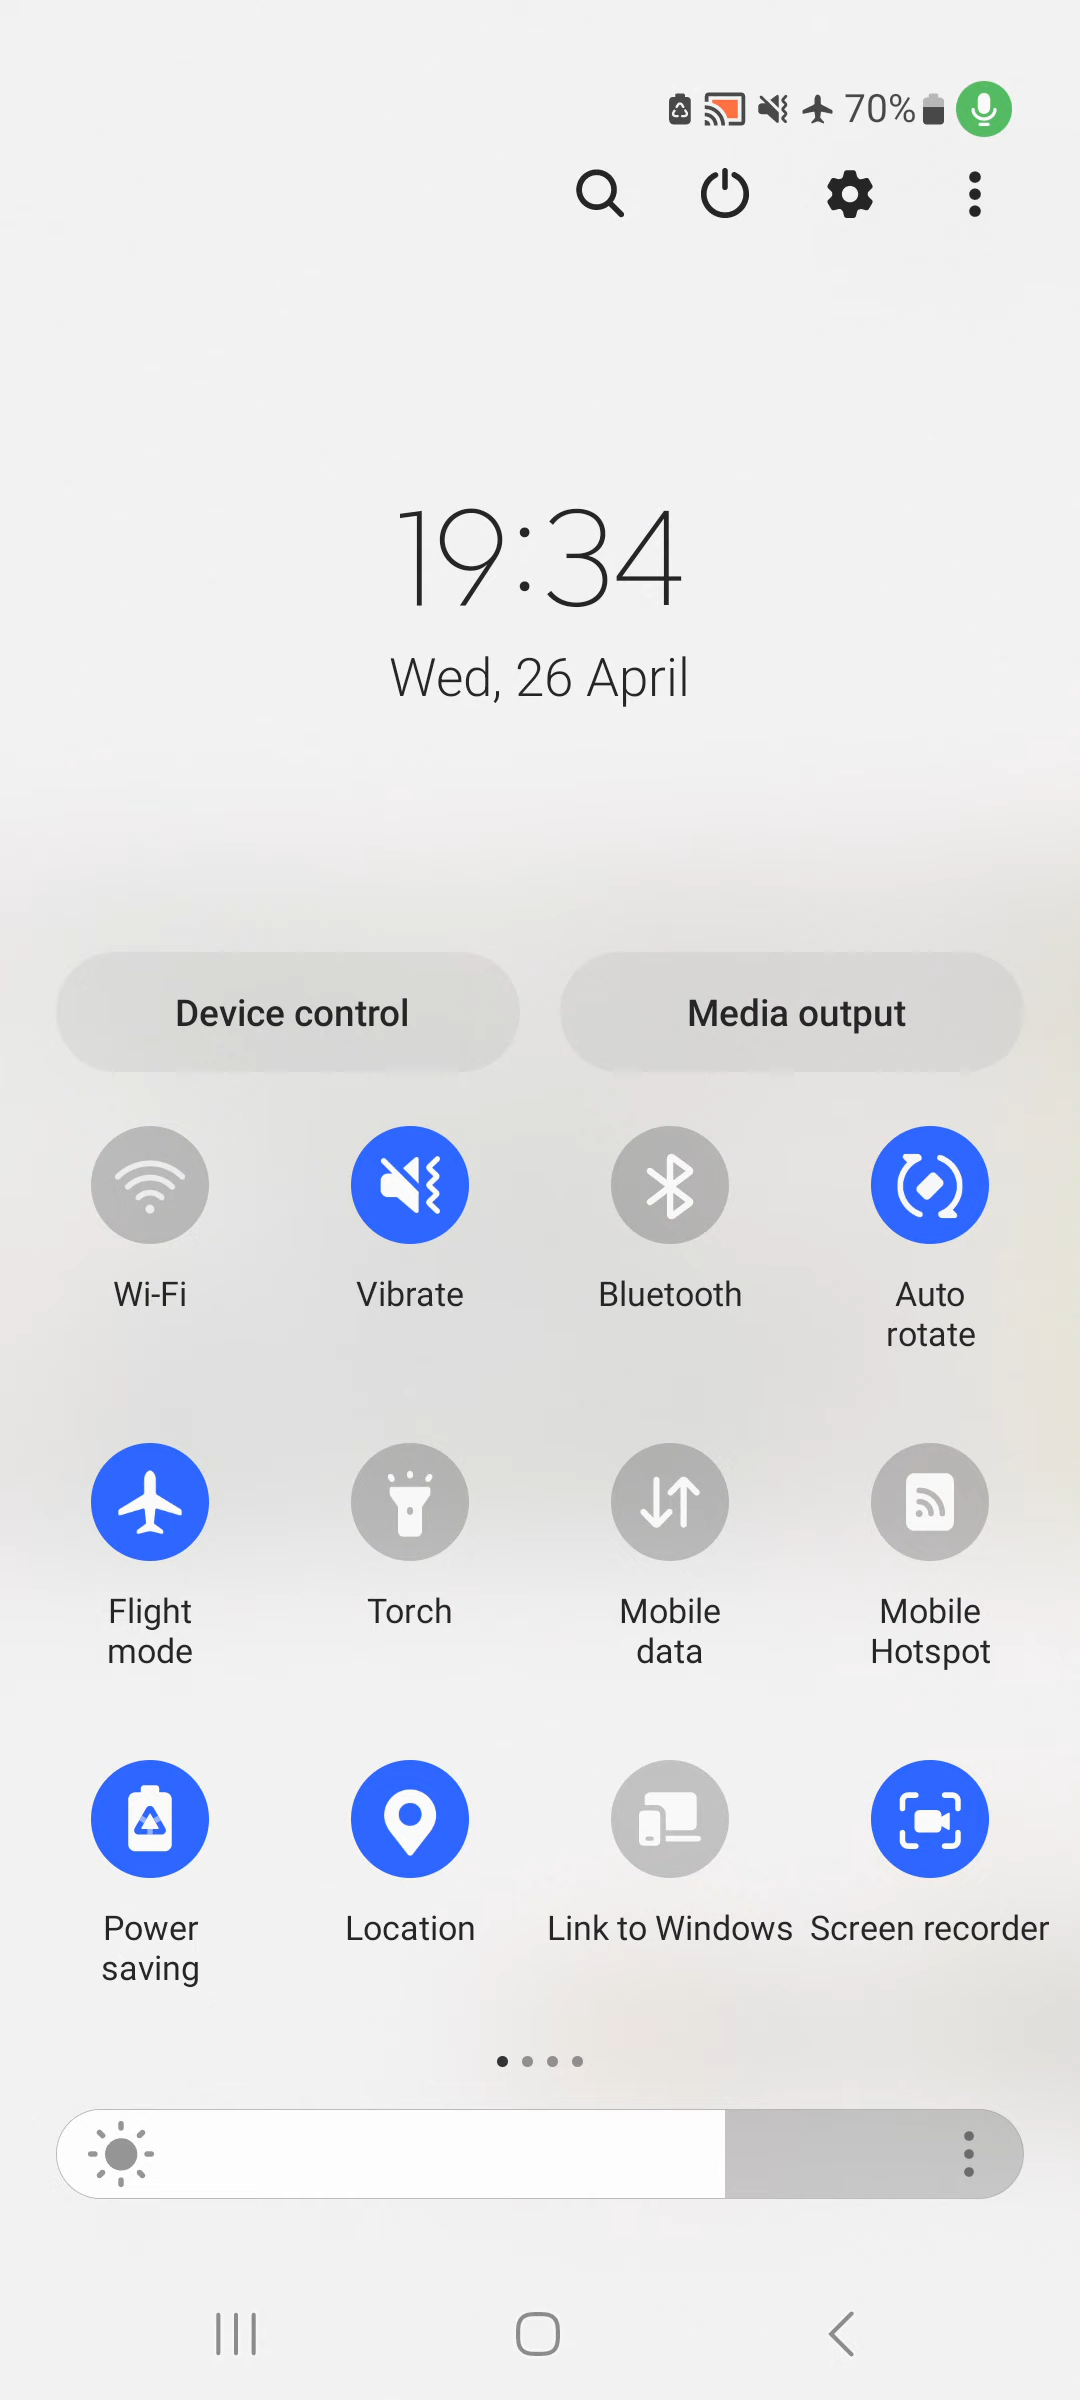 70%
19:34
Wed, 26 April
Device control
Media output
Wi-Fi
Vibrate
Bluetooth
Auto
rotate
Flight
mode
Torch
Mobile
data
Mobile
Hotspot
Power
saving
Location
Link to Windows
Screen recorder